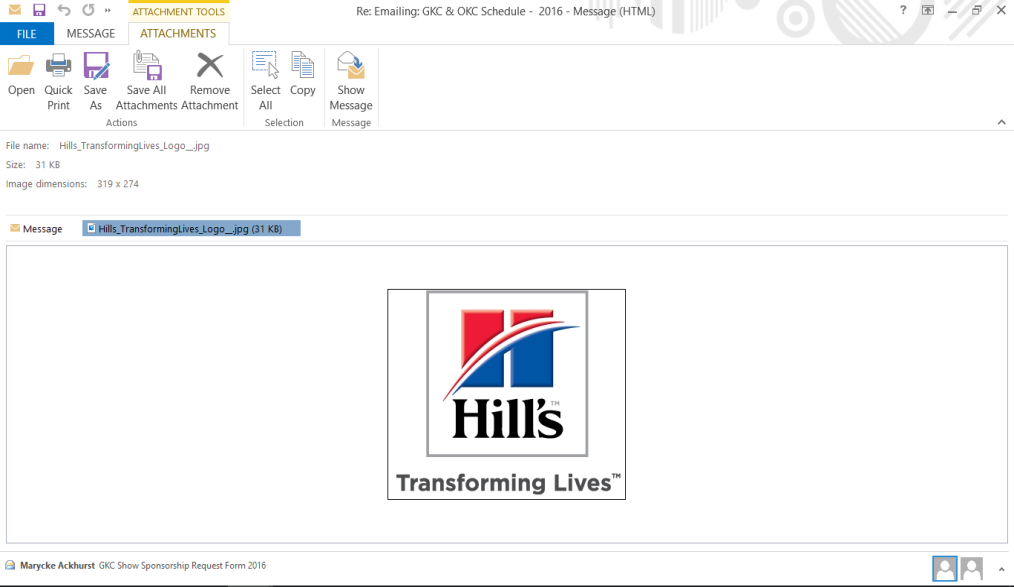 ATTACHMENT TOOLS
Re: Emailing: GKC & OKC Schedule - 2016 - Message (HTML)
?
FILE
MESSAGE
ATTACHMENTS
Open
Quick
Print
Save
As
Save All
Attachments
Remove
Attachment
Select
All
Copy
Show
Message
Actions
Selection
Message
File name: Hills_TransformingLives_Logo__.jpg
Size: 31 KB
Image dimensions: 319 x 274
Message
Hills_TransformingLives_Logo__.jpg (31 KB)
Hill's™
Transforming Lives™
Marycke Ackhurst GKC Show Sponsorship Request Form 2016